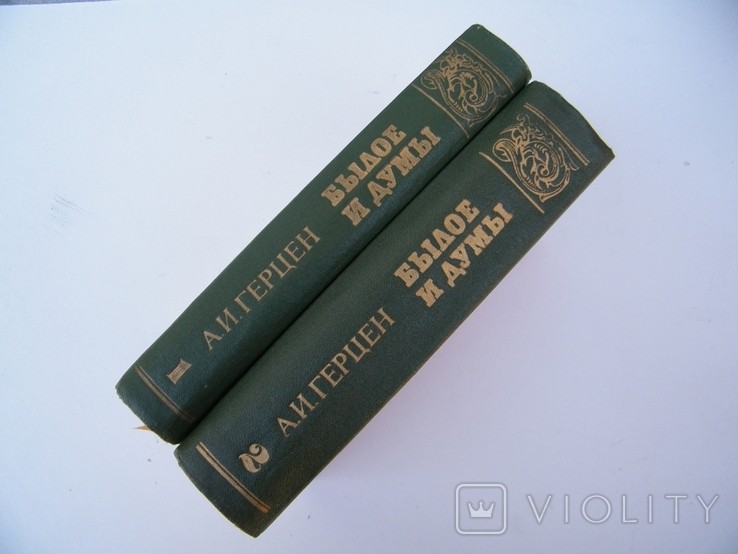 1
А.И.ГЕРЦЕН
БЫЛОЕ
И ДУМЫ
2
А.И.ГЕРЦЕН
БЫЛОЕ
И ДУМЫ
VIOLITY